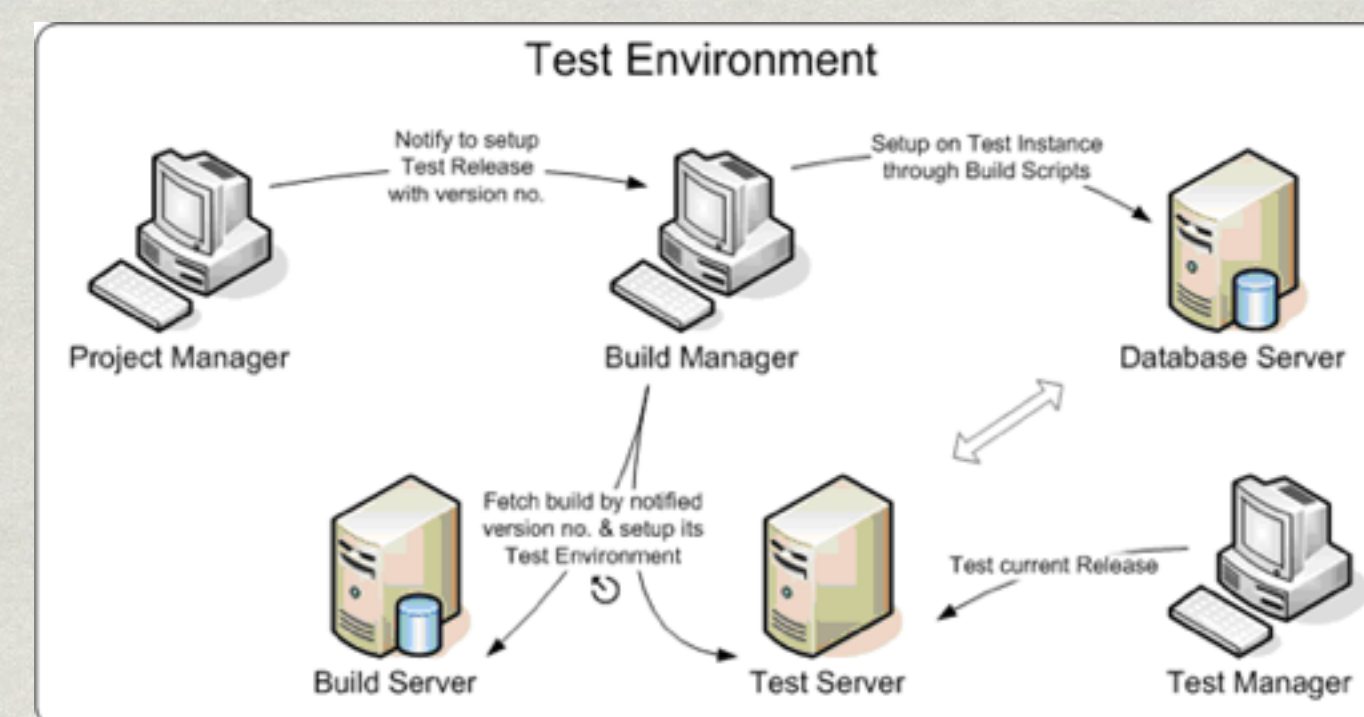 Test Environment
Notify to setup
Test Release
with version no.
Setup on Test Instance
through Build Scripts
Project Manager
Build Manager
Database Server
Fetch build by notified
version no. & setup its
Test Environment
Test current Release
Build Server
Test Server
Test Manager